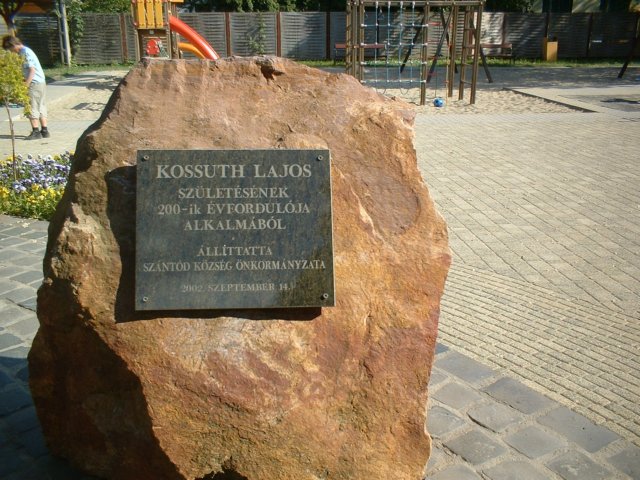 KOSSUTH LAJOS
SZÜLETÉSÉNEK
200-ik ÉVFORDULÓJA
ALKALMÁBÓL
ÁLLÍTTATTA
SZÁNTÓD KÖZSÉG ÖNKORMÁNYZATA
2002. SZEPTEMBER 14.